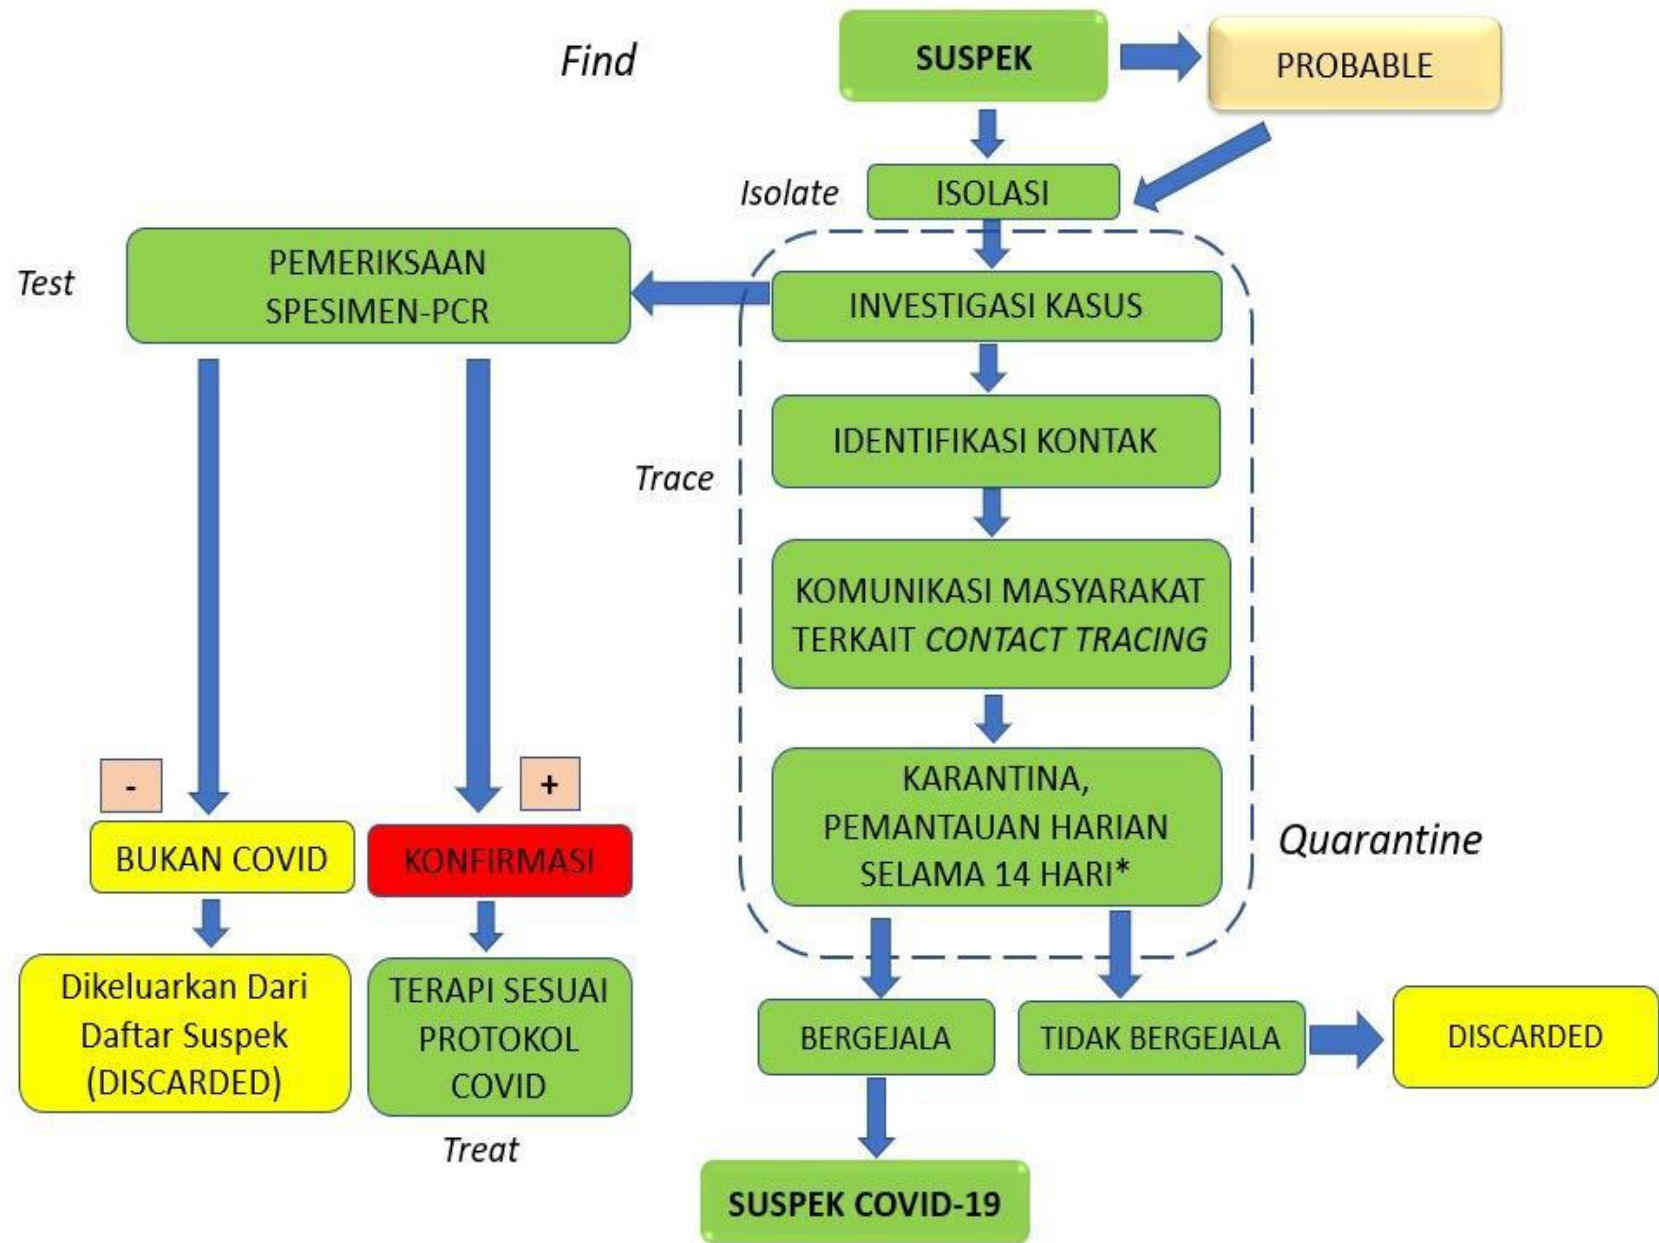 Find
SUSPEK
PROBABLE
Isolate
ISOLASI
Test
PEMERIKSAAN
SPESIMEN-PCR
INVESTIGASI KASUS
IDENTIFIKASI KONTAK
Trace
KOMUNIKASI MASYARAKAT
TERKAIT CONTACT TRACING
KARANTINA,
PEMANTAUAN HARIAN
SELAMA 14 HARI*
Quarantine
-
+
BUKAN COVID
KONFIRMASI
Dikeluarkan Dari
Daftar Suspek
(DISCARDED)
TERAPI SESUAI
PROTOKOL
COVID
Treat
BERGEJALA
TIDAK BERGEJALA
DISCARDED
SUSPEK COVID-19